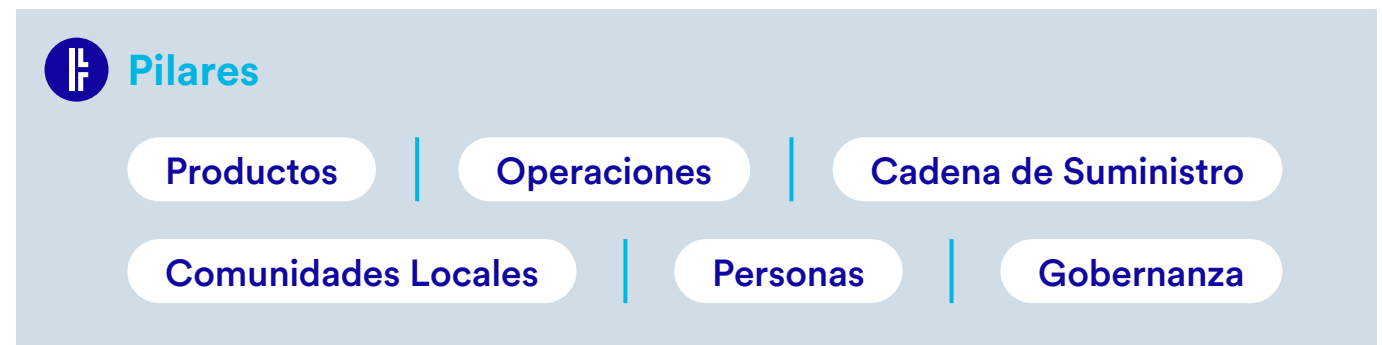 Pilares
Productos Operaciones Cadena de Suministro
Comunidades Locales Personas Gobernanza